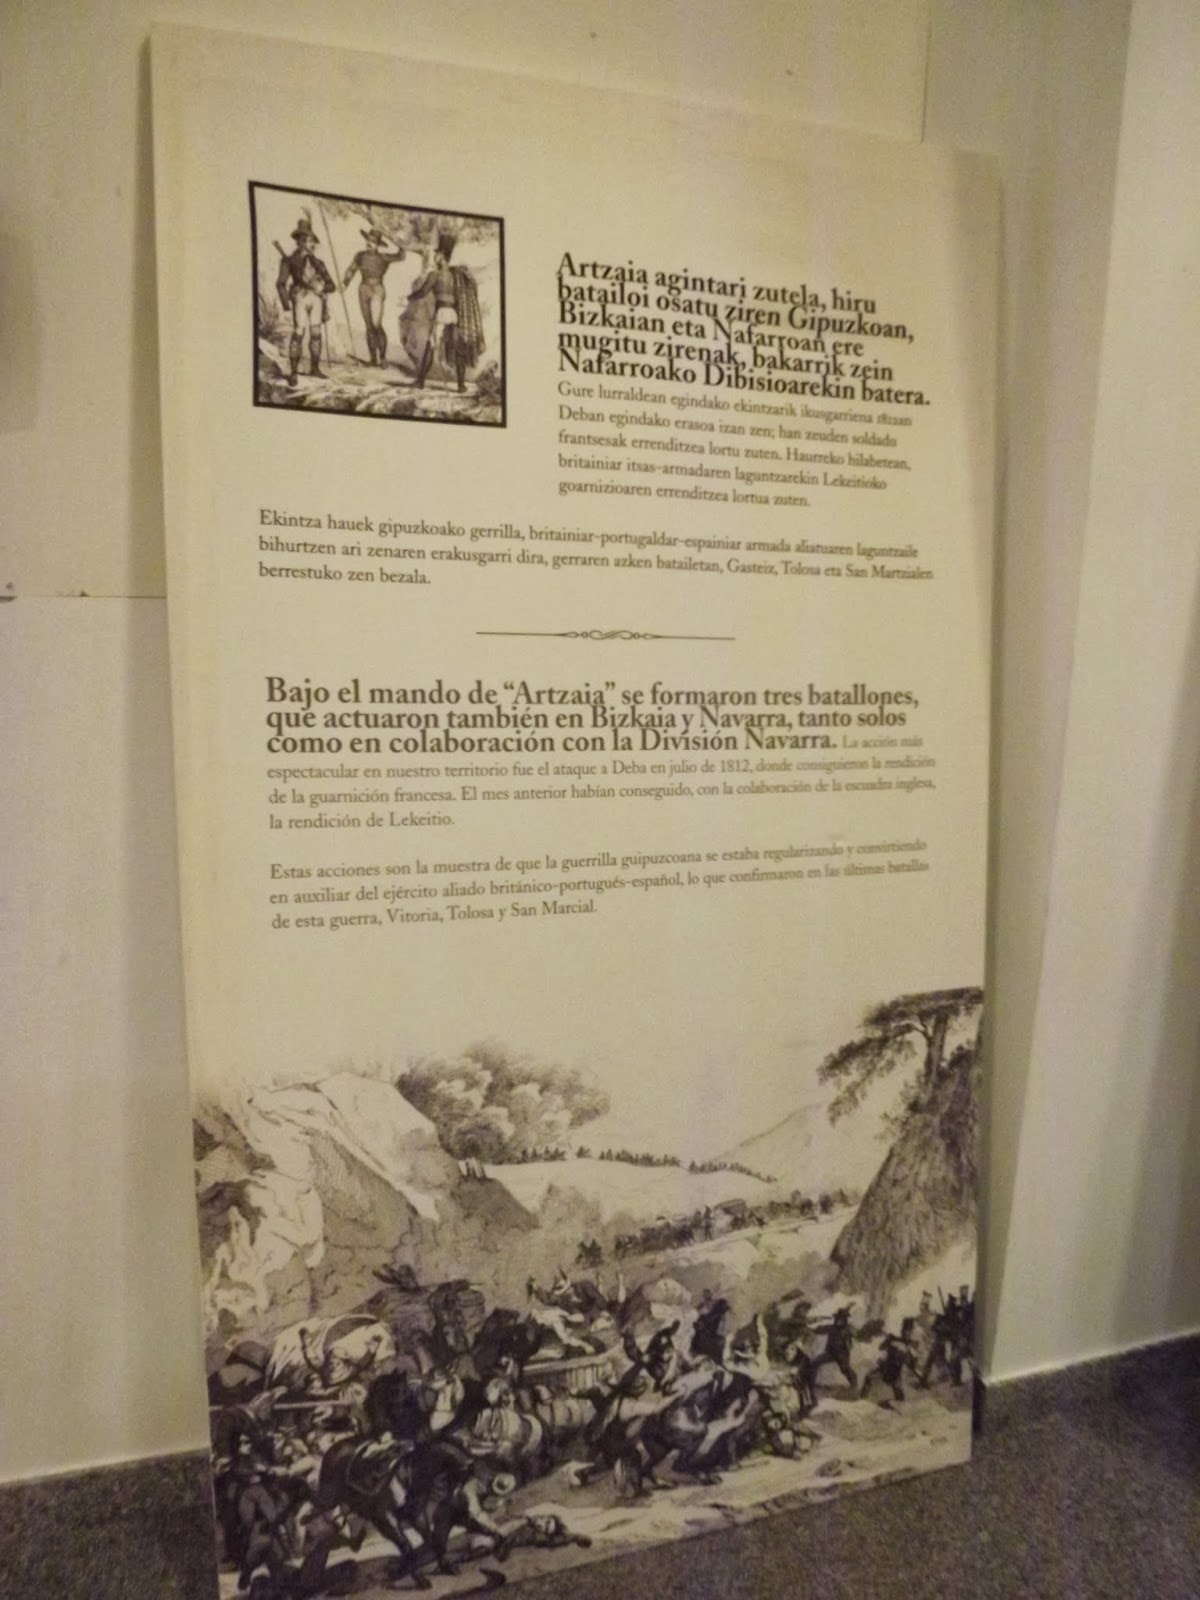 Artzaia agintari zutela, hiru
batailoi osatu ziren Gipuzkoan,
Bizkaian eta Nafarroan ere
mugitu zirenak, bakarrik zein
Nafarroako Dibisioarekin batera.
Gure lurraldean egindako ekintzarik ikusgarriena 1812an
Deban egindako erasoa izan zen; han zeuden soldadu
frantsesak errenditzea lortu zuten. Haurreko hilabetean,
britainiar itsas-armadaren laguntzarekin Lekeitioko
goarnizioaren errenditzea lortua zuten.
Ekintza hauek gipuzkoako gerrilla, britainiar-portugaldar-espainiar armada aliatuaren laguntzaile
bihurtzen ari zenaren erakusgarri dira, gerraren azken batailetan, Gasteiz, Tolosa eta San Martzialen
berrestuko zen bezala.
Bajo el mando de “Artzaia” se formaron tres batallones,
que actuaron también en Bizkaia y Navarra, tanto solos
como en colaboración con la División Navarra. La acción más
espectacular en nuestro territorio fue el ataque a Deba en julio de 1812, donde consiguieron la rendición
de la guarnición francesa. El mes anterior habían conseguido, con la colaboración de la escuadra inglesa,
la rendición de Lekeitio.
Estas acciones son la muestra de que la guerrilla guipuzcoana se estaba regularizando y convirtiendo
en auxiliar del ejército aliado británico-portugués-español, lo que confirmaron en las últimas batallas
de esta guerra, Vitoria, Tolosa y San Marcial.